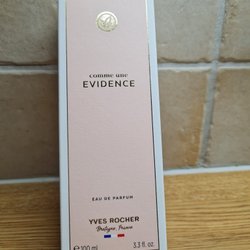 comme une
EVIDENCE
EAU DE PARFUM
YVES ROCHER
Bretagne, France
℮ 100 ml 3.3 fl.oz.